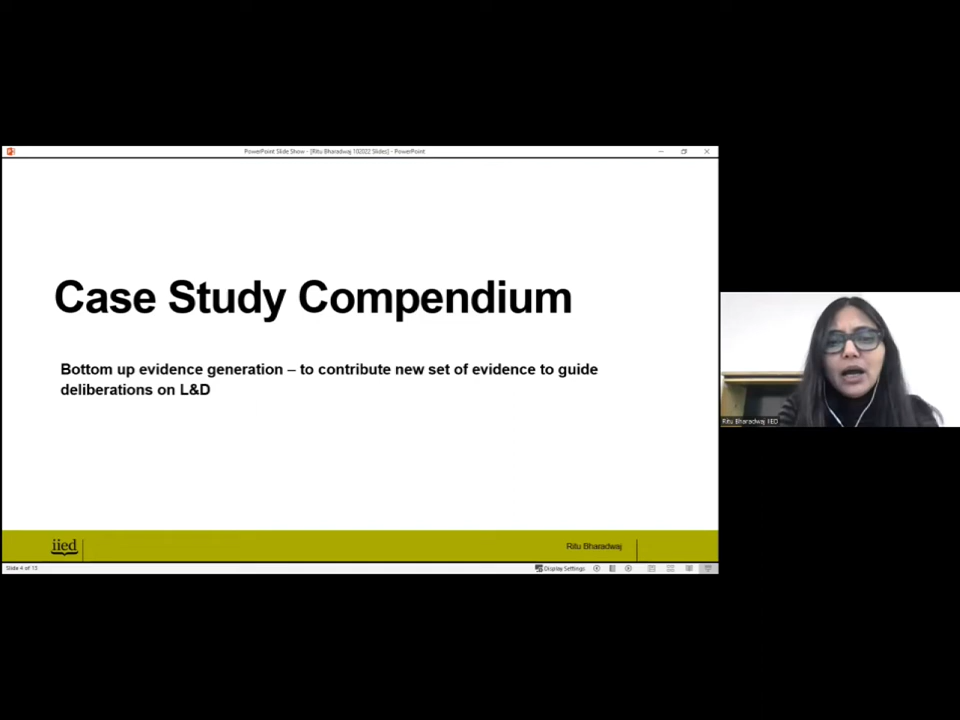 PowerPoint Slide Show - [Ritu Bharadwaj 102022 Slides] - PowerPoint
Case Study Compendium
Bottom up evidence generation – to contribute new set of evidence to guide
deliberations on L&D
Ritu Bharadwaj IIED
iied
Ritu Bharadwaj
Slide 4 of 13
Display Settings